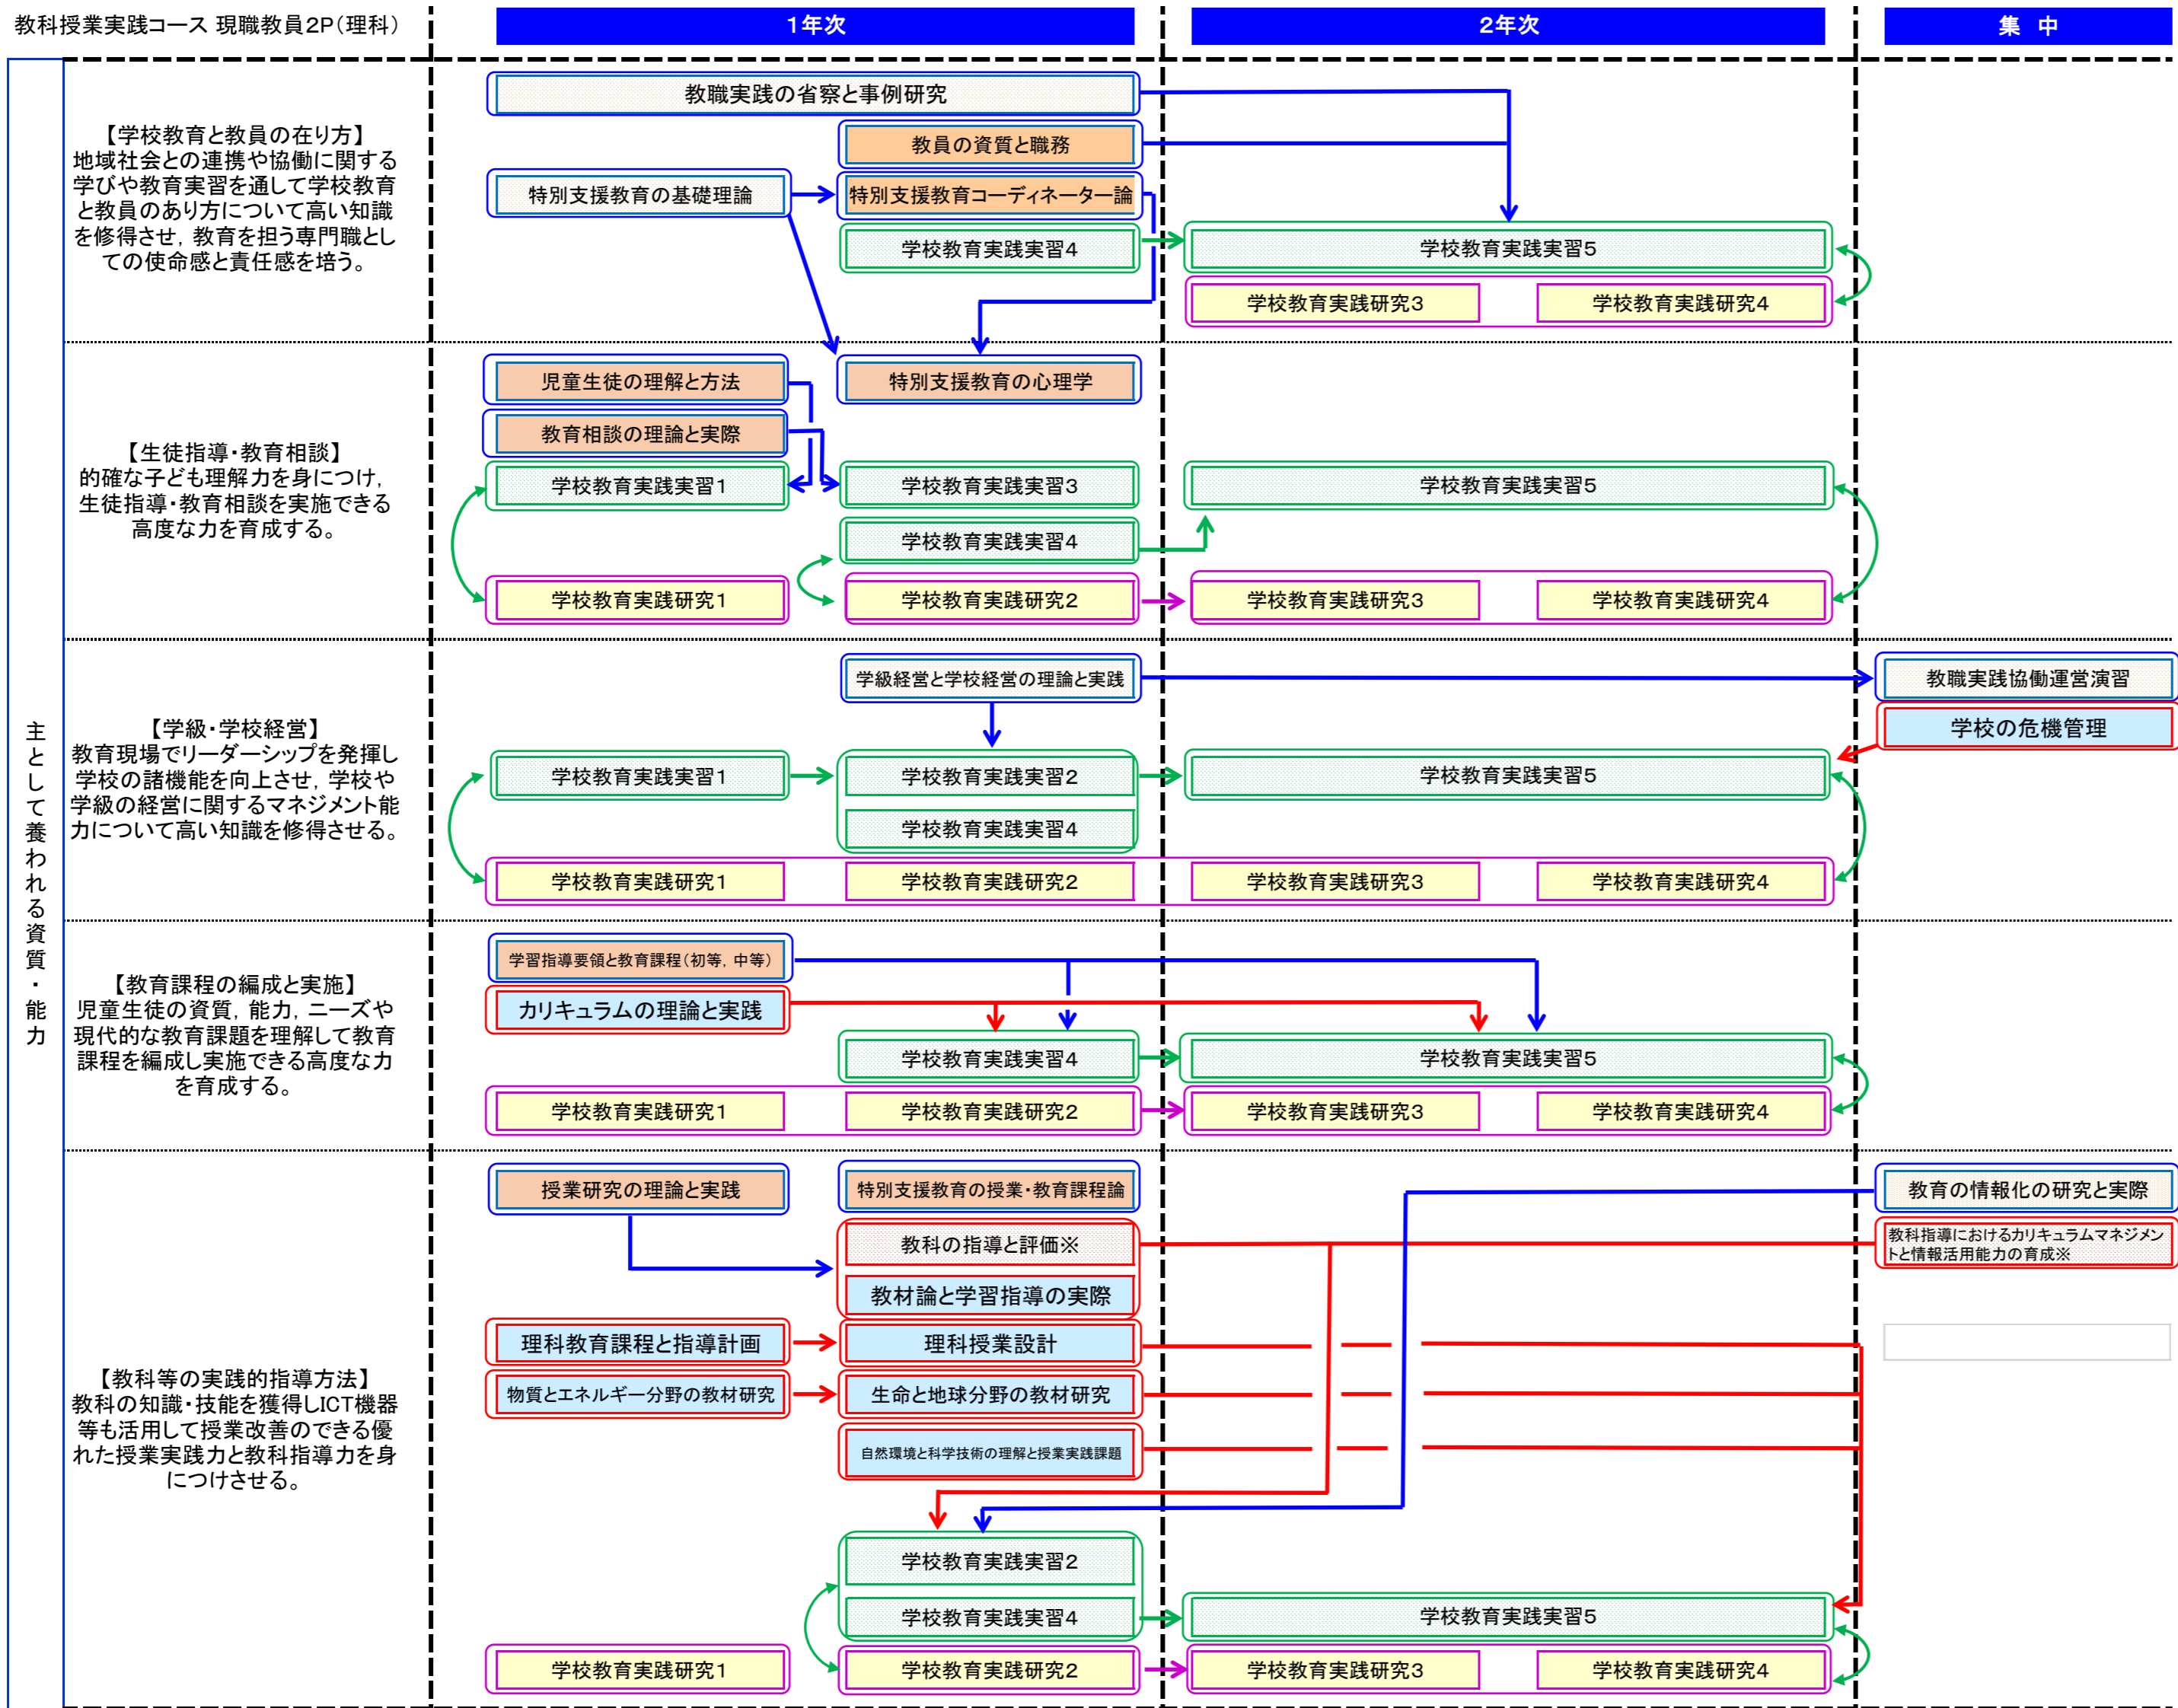 教科授業実践コース 現職教員2P(理科)
1年次
2年次
集 中
主として養われる資質・能力
【学校教育と教員の在り方】
地域社会との連携や協働に関する
学びや教育実習を通して学校教育
と教員のあり方について高い知識
を修得させ,教育を担う専門職とし
ての使命感と責任感を培う。
教職実践の省察と事例研究
教員の資質と職務
特別支援教育の基礎理論
特別支援教育コーディネーター論
学校教育実践実習4
学校教育実践実習5
学校教育実践研究3
学校教育実践研究4
【生徒指導・教育相談】
的確な子ども理解力を身につけ,
生徒指導・教育相談を実施できる
高度な力を育成する。
児童生徒の理解と方法
特別支援教育の心理学
教育相談の理論と実際
学校教育実践実習1
学校教育実践実習3
学校教育実践実習5
学校教育実践実習4
学校教育実践研究1
学校教育実践研究2
学校教育実践研究3
学校教育実践研究4
【学級・学校経営】
教育現場でリーダーシップを発揮し
学校の諸機能を向上させ,学校や
学級の経営に関するマネジメント能
力について高い知識を修得させる。
学級経営と学校経営の理論と実践
教職実践協働運営演習
学校の危機管理
学校教育実践実習1
学校教育実践実習2
学校教育実践実習5
学校教育実践実習4
学校教育実践研究1
学校教育実践研究2
学校教育実践研究3
学校教育実践研究4
【教育課程の編成と実施】
児童生徒の資質,能力,ニーズや
現代的な教育課題を理解して教育
課程を編成し実施できる高度な力
を育成する。
学習指導要領と教育課程(初等,中等)
カリキュラムの理論と実践
学校教育実践実習4
学校教育実践実習5
学校教育実践研究1
学校教育実践研究2
学校教育実践研究3
学校教育実践研究4
【教科等の実践的指導方法】
教科の知識・技能を獲得しICT機器
等も活用して授業改善のできる優
れた授業実践力と教科指導力を身
につけさせる。
授業研究の理論と実践
特別支援教育の授業・教育課程論
教育の情報化の研究と実際
教科の指導と評価※
教科指導におけるカリキュラムマネジメン
トと情報活用能力の育成※
教材論と学習指導の実際
理科教育課程と指導計画
理科授業設計
物質とエネルギー分野の教材研究
生命と地球分野の教材研究
自然環境と科学技術の理解と授業実践課題
学校教育実践実習2
学校教育実践実習4
学校教育実践実習5
学校教育実践研究1
学校教育実践研究2
学校教育実践研究3
学校教育実践研究4